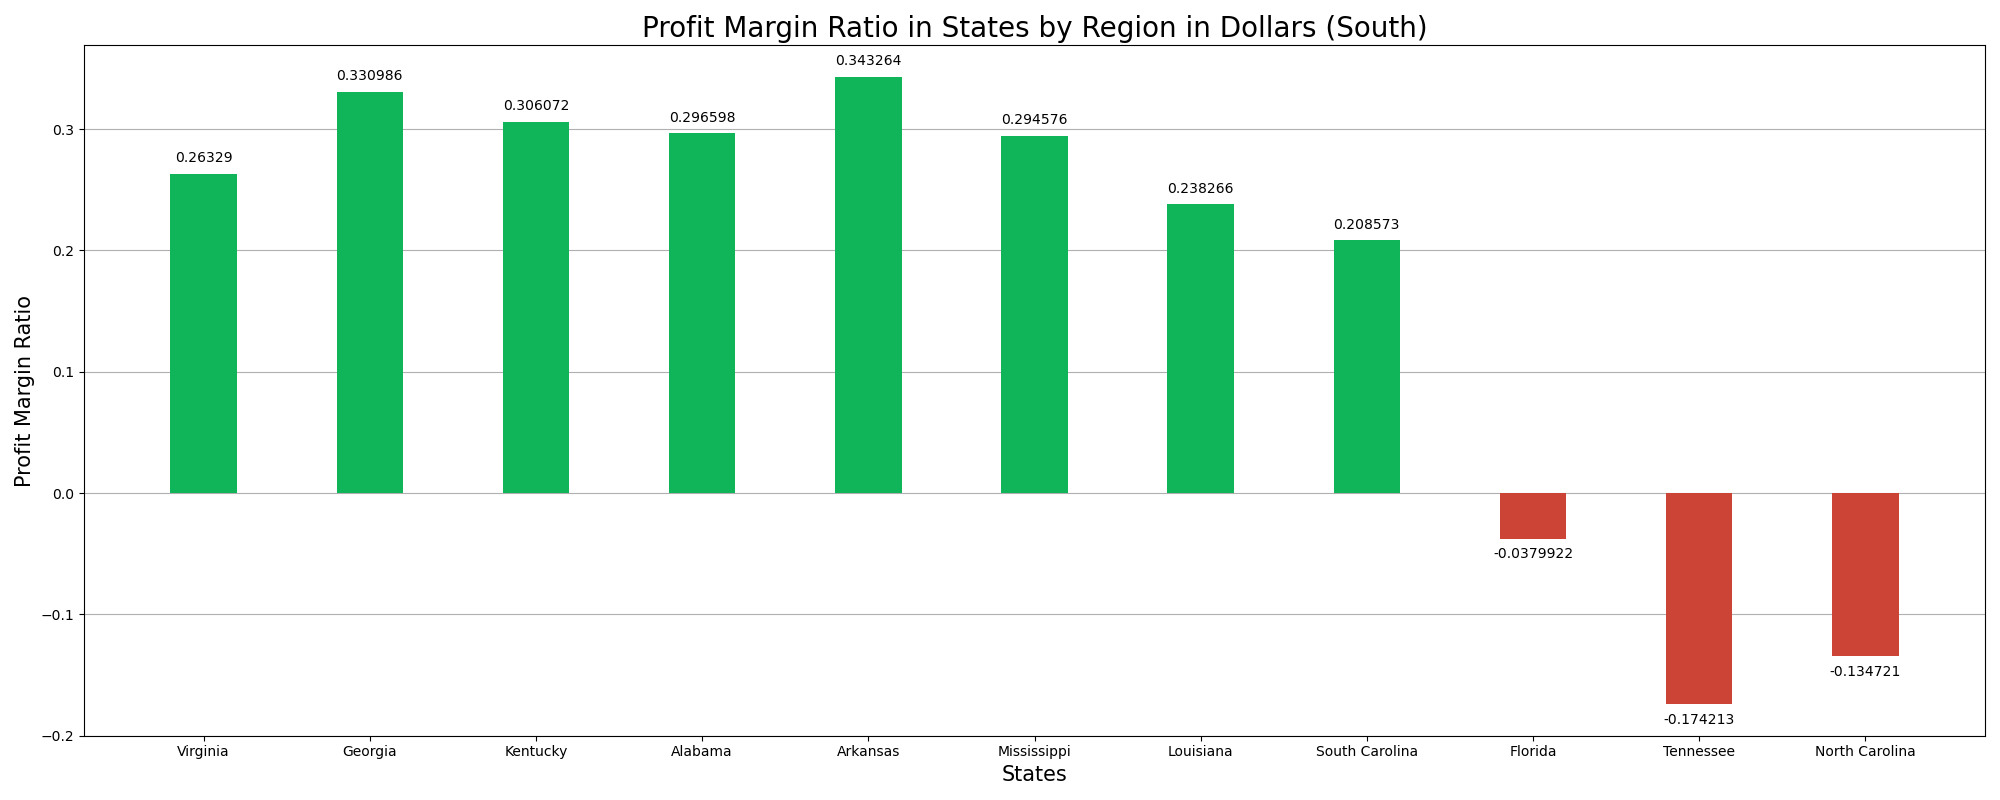 Profit Margin Ratio in States by Region in Dollars (South)
Profit Margin Ratio
0.3
0.2
0.1
0.0
−0.1
−0.2
0.26329
0.330986
0.306072
0.296598
0.343264
0.294576
0.238266
0.208573
-0.0379922
-0.174213
-0.134721
Virginia
Georgia
Kentucky
Alabama
Arkansas
Mississippi
Louisiana
South Carolina
Florida
Tennessee
North Carolina
States